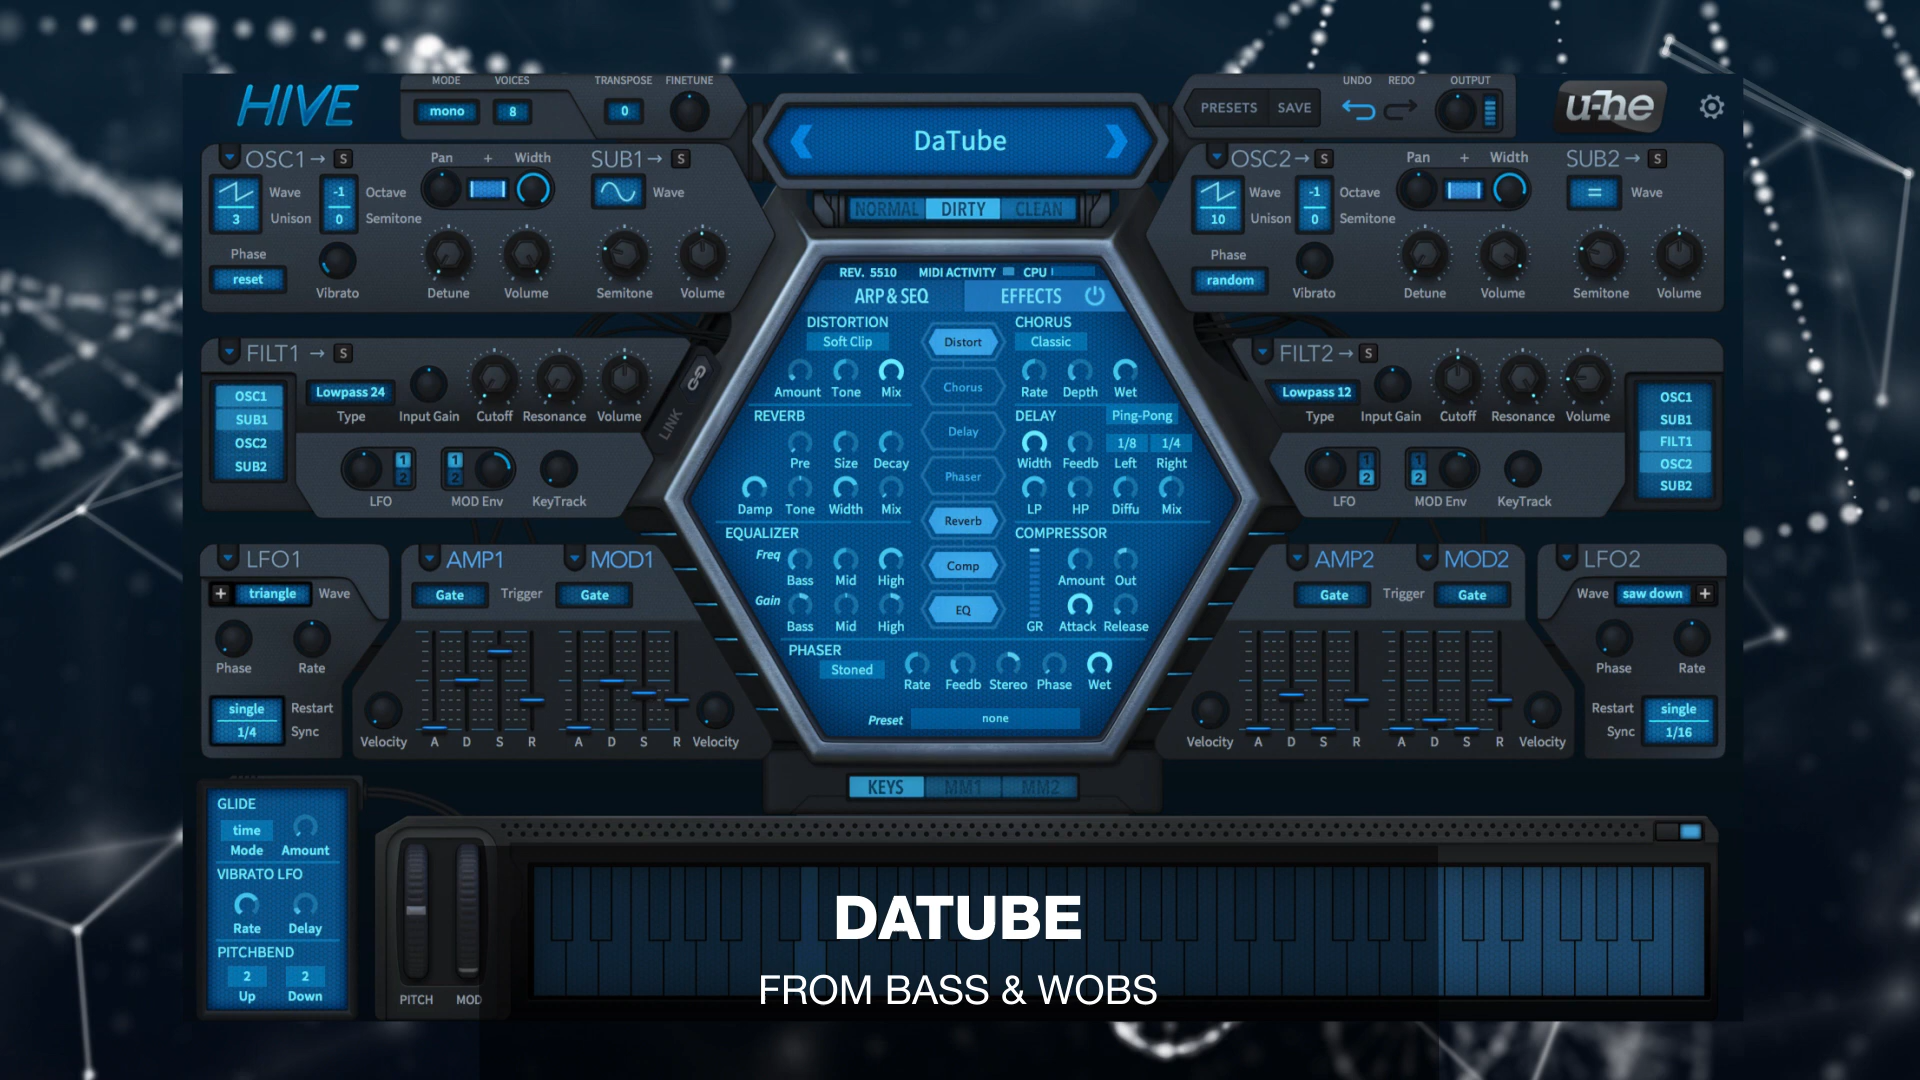 HIVE
MODE VOICES TRANSPOSE FINETUNE
mono 8 0
DaTube
PRESETS SAVE
UNDO REDO OUTPUT
u-he
NORMAL DIRTY CLEAN
OSC1 → S
Pan + Width
SUB1 → S
3 Wave Unison
-1 0 Octave Semitone
Wave
Phase
reset
Vibrato Detune Volume Semitone Volume
OSC2 → S
Pan + Width
SUB2 → S
10 Wave Unison
-1 0 Octave Semitone
= Wave
Phase
random
Vibrato Detune Volume Semitone Volume
FILT1 → S
OSC1
SUB1
OSC2
SUB2
Lowpass 24
Type Input Gain Cutoff Resonance Volume
1 2 1 2
LFO MOD Env KeyTrack
LINK
FILT2 → S
Lowpass 12
Type Input Gain Cutoff Resonance Volume
1 2 1 2
LFO MOD Env KeyTrack
OSC1
SUB1
FILT1
OSC2
SUB2
REV. 5510 MIDI ACTIVITY CPU
ARP & SEQ EFFECTS
DISTORTION
Soft Clip
Amount Tone Mix
REVERB
Pre Size Decay
Damp Tone Width Mix
EQUALIZER
Freq
Bass Mid High
Gain
Bass Mid High
Distort
Chorus
Delay
Phaser
Reverb
Comp
EQ
CHORUS
Classic
Rate Depth Wet
DELAY Ping-Pong
1/8 1/4
Width Feedb Left Right
LP HP Diffu Mix
COMPRESSOR
Amount Out
GR Attack Release
PHASER
Stoned
Rate Feedb Stereo Phase Wet
Preset none
LFO1
+ triangle Wave
Phase Rate
single Restart
1/4 Sync
AMP1 MOD1
Gate Trigger Gate
Velocity A D S R A D S R Velocity
AMP2 MOD2
Gate Trigger Gate
Velocity A D S R A D S R Velocity
LFO2
Wave saw down +
Phase Rate
Restart single
Sync 1/16
KEYS MM1 MM2
GLIDE
time
Mode Amount
VIBRATO LFO
Rate Delay
PITCHBEND
2 2
Up Down
PITCH MOD
DATUBE
FROM BASS & WOBS